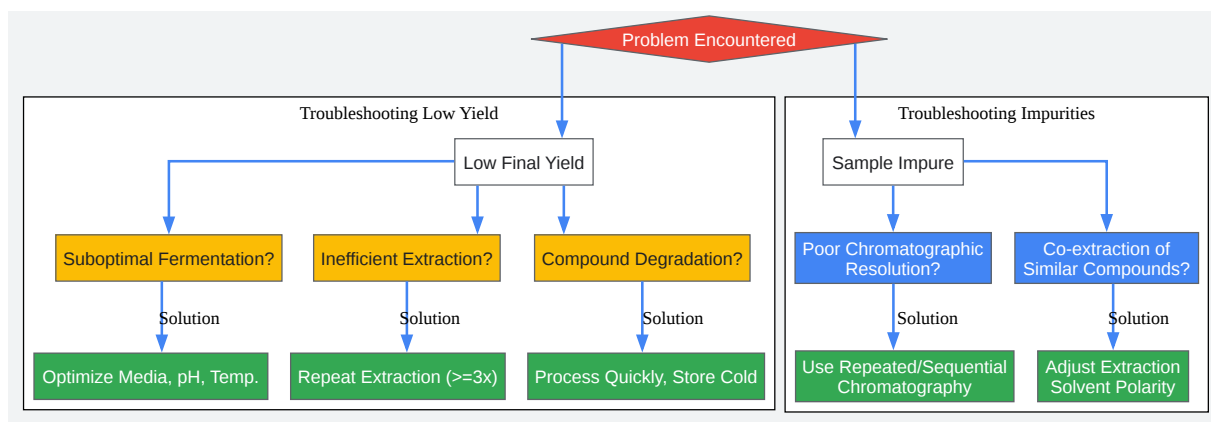 Problem Encountered
Troubleshooting Low Yield
Troubleshooting Impurities
Low Final Yield
Sample Impure
Suboptimal Fermentation?
Inefficient Extraction?
Compound Degradation?
Poor Chromatographic
Resolution?
Co-extraction of
Similar Compounds?
Solution
Solution
Solution
Solution
Solution
Optimize Media, pH, Temp.
Repeat Extraction (>=3x)
Process Quickly, Store Cold
Use Repeated/Sequential
Chromatography
Adjust Extraction
Solvent Polarity